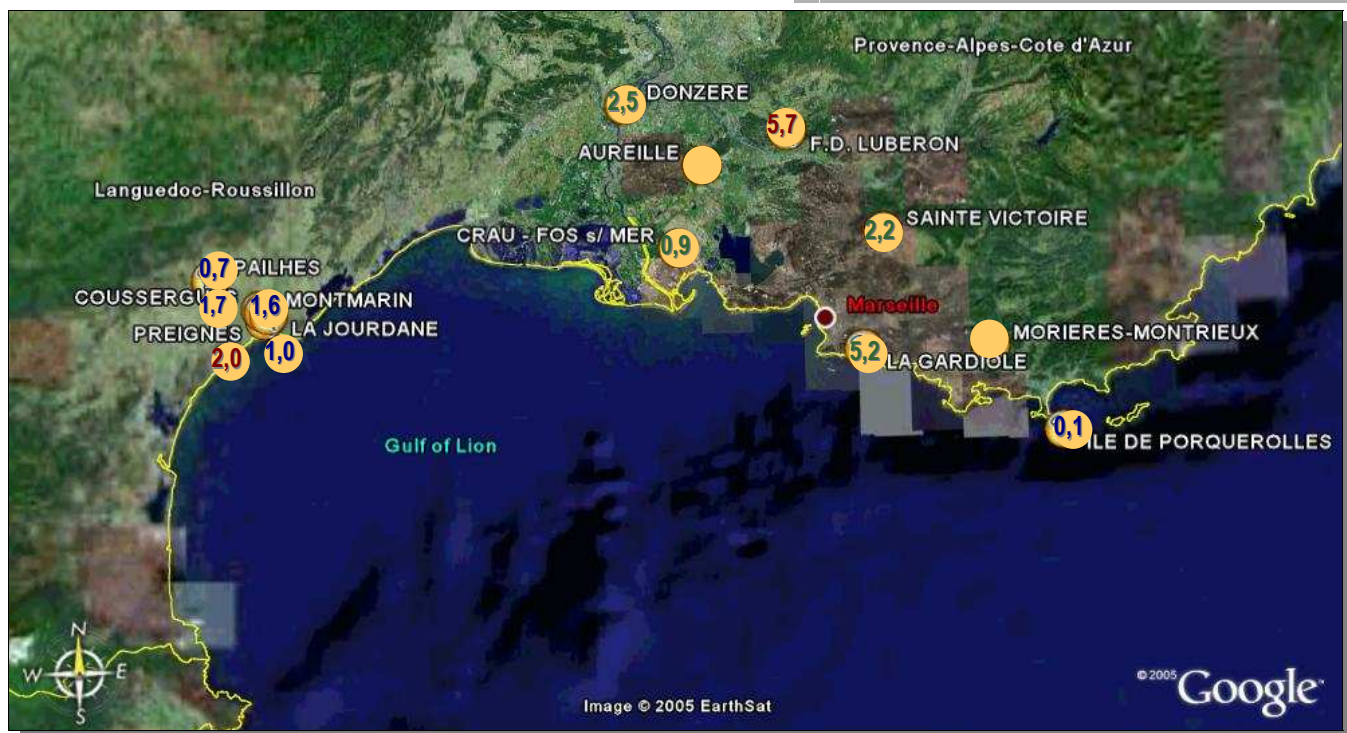 Provence-Alpes-Cote d'Azur
2,5 DONZERE
5,7
F.D. LUBERON
AUREILLE
Languedoc-Roussillon
SAINTE VICTOIRE
2,2
CRAU - FOS s/ MER
0,9
0,7 PAILHES
COUSSERGU
1,7
1,6 MONTMARIN
Marseille
PREIGNES
LA JOURDANE
2,0
1,0
MORIERES-MONTRIEUX
5,2
LA GARDIOLE
0,1
ILE DE PORQUEROLLES
Gulf of Lion
N
W
E
S
Image © 2005 EarthSat
© 2005 Google